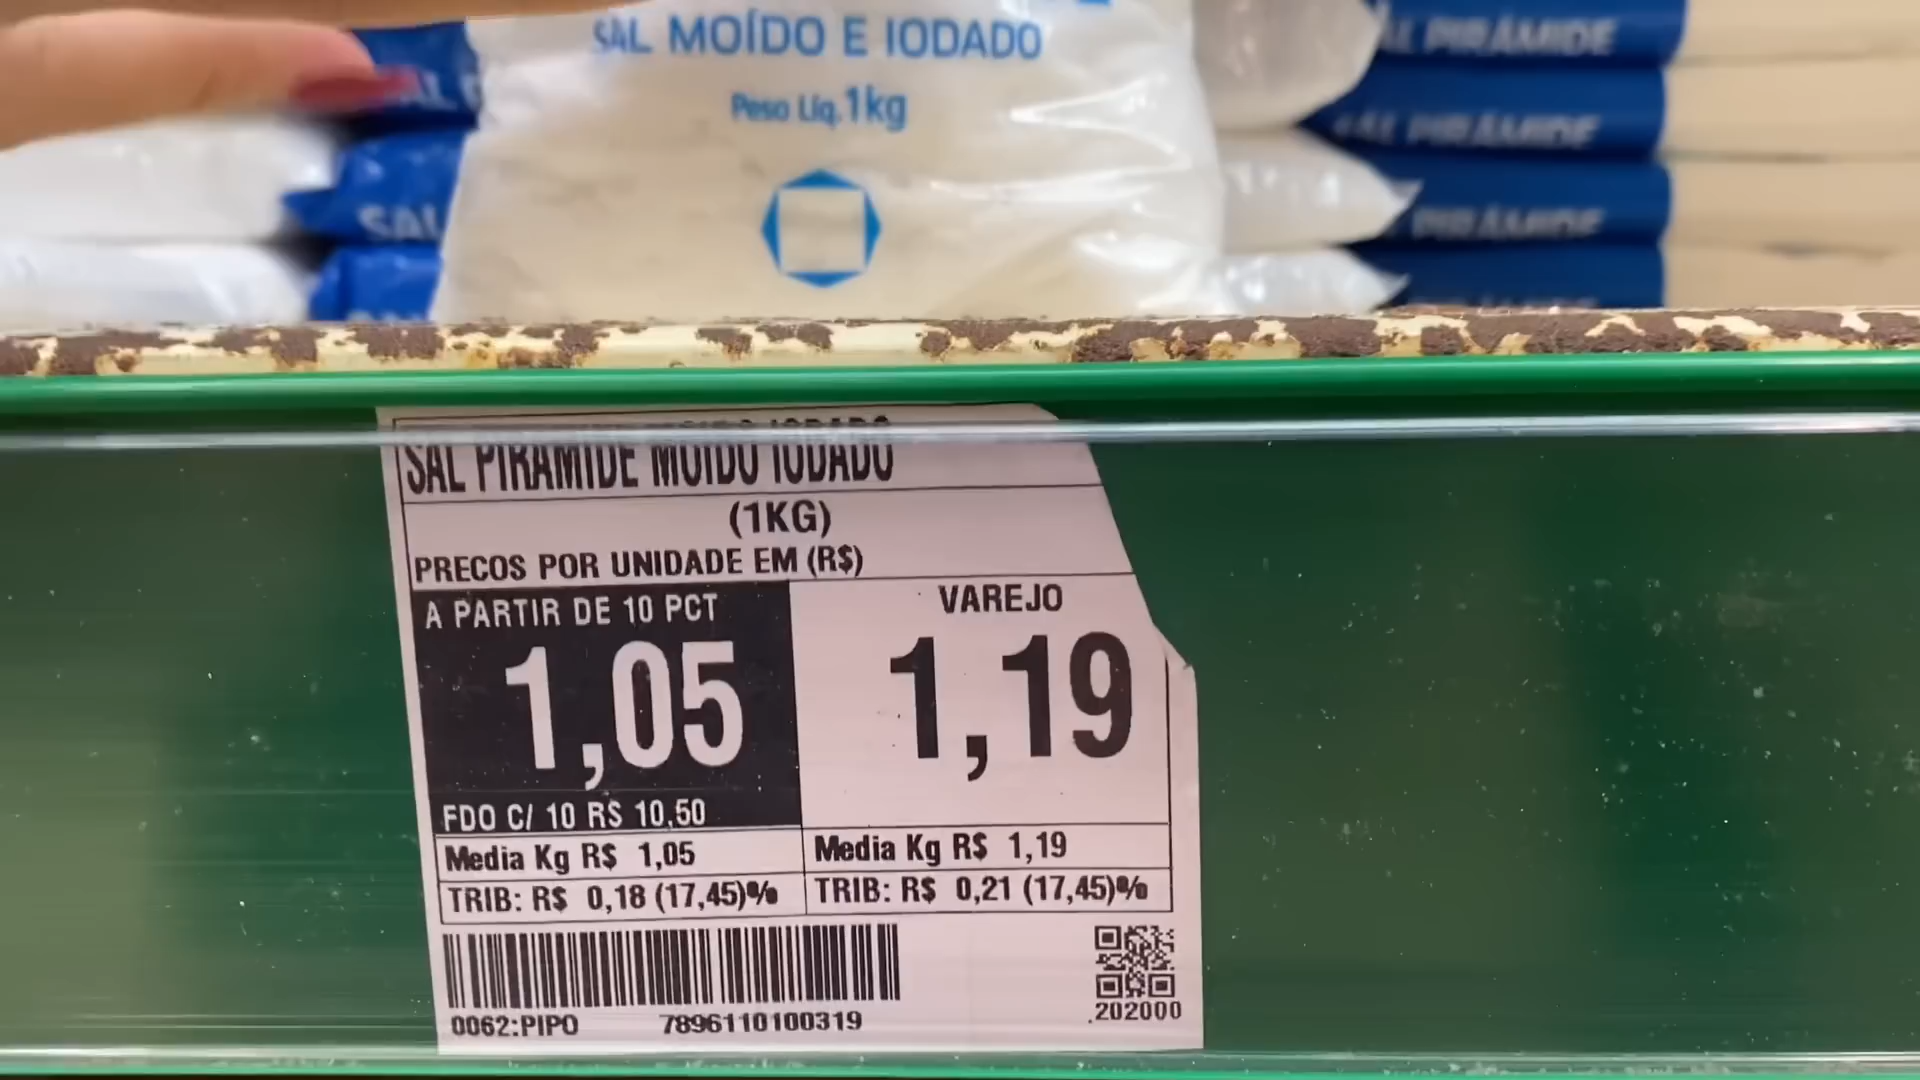 SAL MOÍDO E IODADO
Peso Líq. 1kg
SAL
AL PIRÂMIDE
SAL PIRÂMIDE
PIRÂMIDE
SAL PIRAMIDE MOIDO IODADO
(1KG)
PRECOS POR UNIDADE EM (R$)
A PARTIR DE 10 PCT
1,05
FDO C/ 10 R$ 10,50
Media Kg R$ 1,05
TRIB: R$ 0,18 (17,45)%
VAREJO
1,19
Media Kg R$ 1,19
TRIB: R$ 0,21 (17,45)%
0062:PIPO 7896110100319
.202000